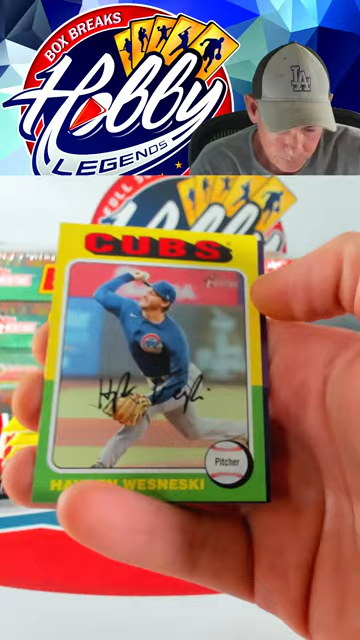 BOX BREAKS
Hobby
LEGENDS
LA
CUBS
Pitcher
WESNESKI